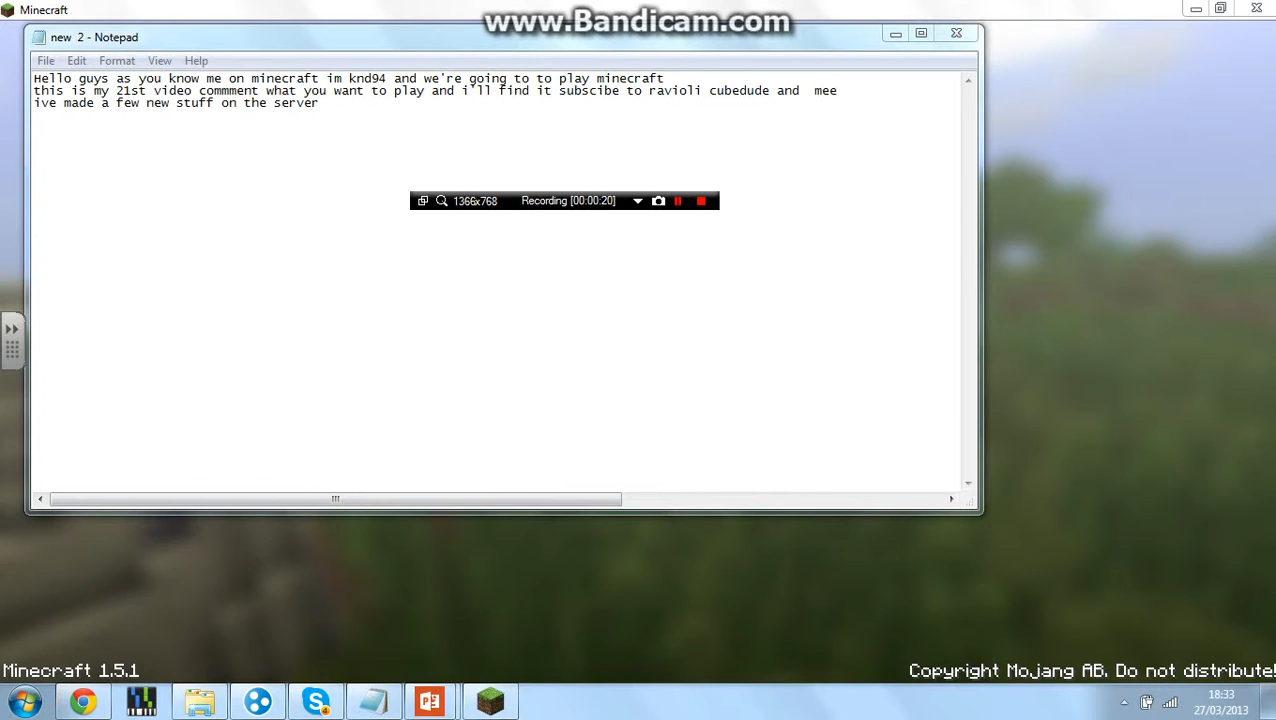 Minecraft
www.Bandicam.com
new 2 - Notepad
File Edit Format View Help
Hello guys as you know me on minecraft im knd94 and we're going to to play minecraft
this is my 21st video commment what you want to play and i'll find it subscibe to ravioli cubedude and mee
ive made a few new stuff on the server
1366x768 Recording [00:00:20]
Minecraft 1.5.1
Copyright Mojang AB. Do not distribute!
4
P
18:33
27/03/2013